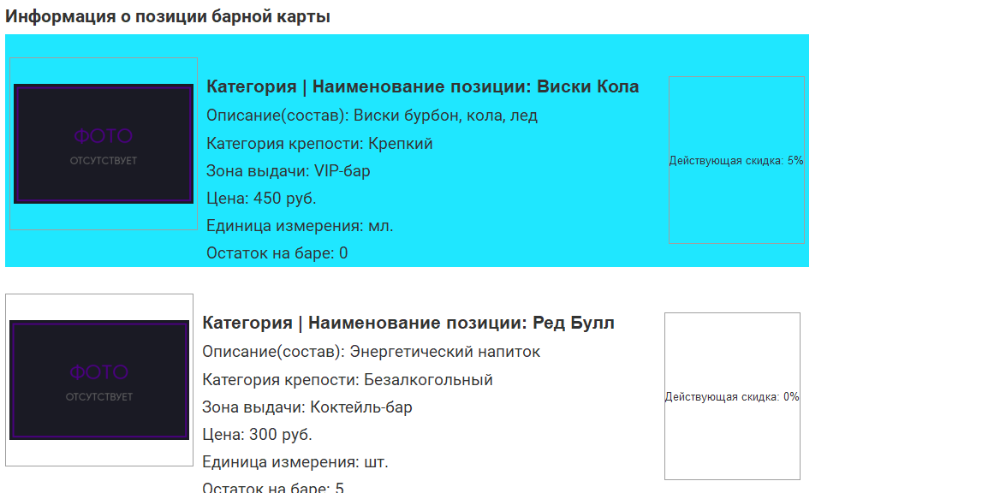 Информация о позиции барной карты
ФОТО
ОТСУТСТВУЕТ
Категория | Наименование позиции: Виски Кола
Описание(состав): Виски бурбон, кола, лед
Категория крепости: Крепкий
Зона выдачи: VIP-бар
Цена: 450 руб.
Единица измерения: мл.
Остаток на баре: 0
Действующая скидка: 5%
ФОТО
ОТСУТСТВУЕТ
Категория | Наименование позиции: Ред Булл
Описание(состав): Энергетический напиток
Категория крепости: Безалкогольный
Зона выдачи: Коктейль-бар
Цена: 300 руб.
Единица измерения: шт.
Остаток на баре: 5
Действующая скидка: 0%